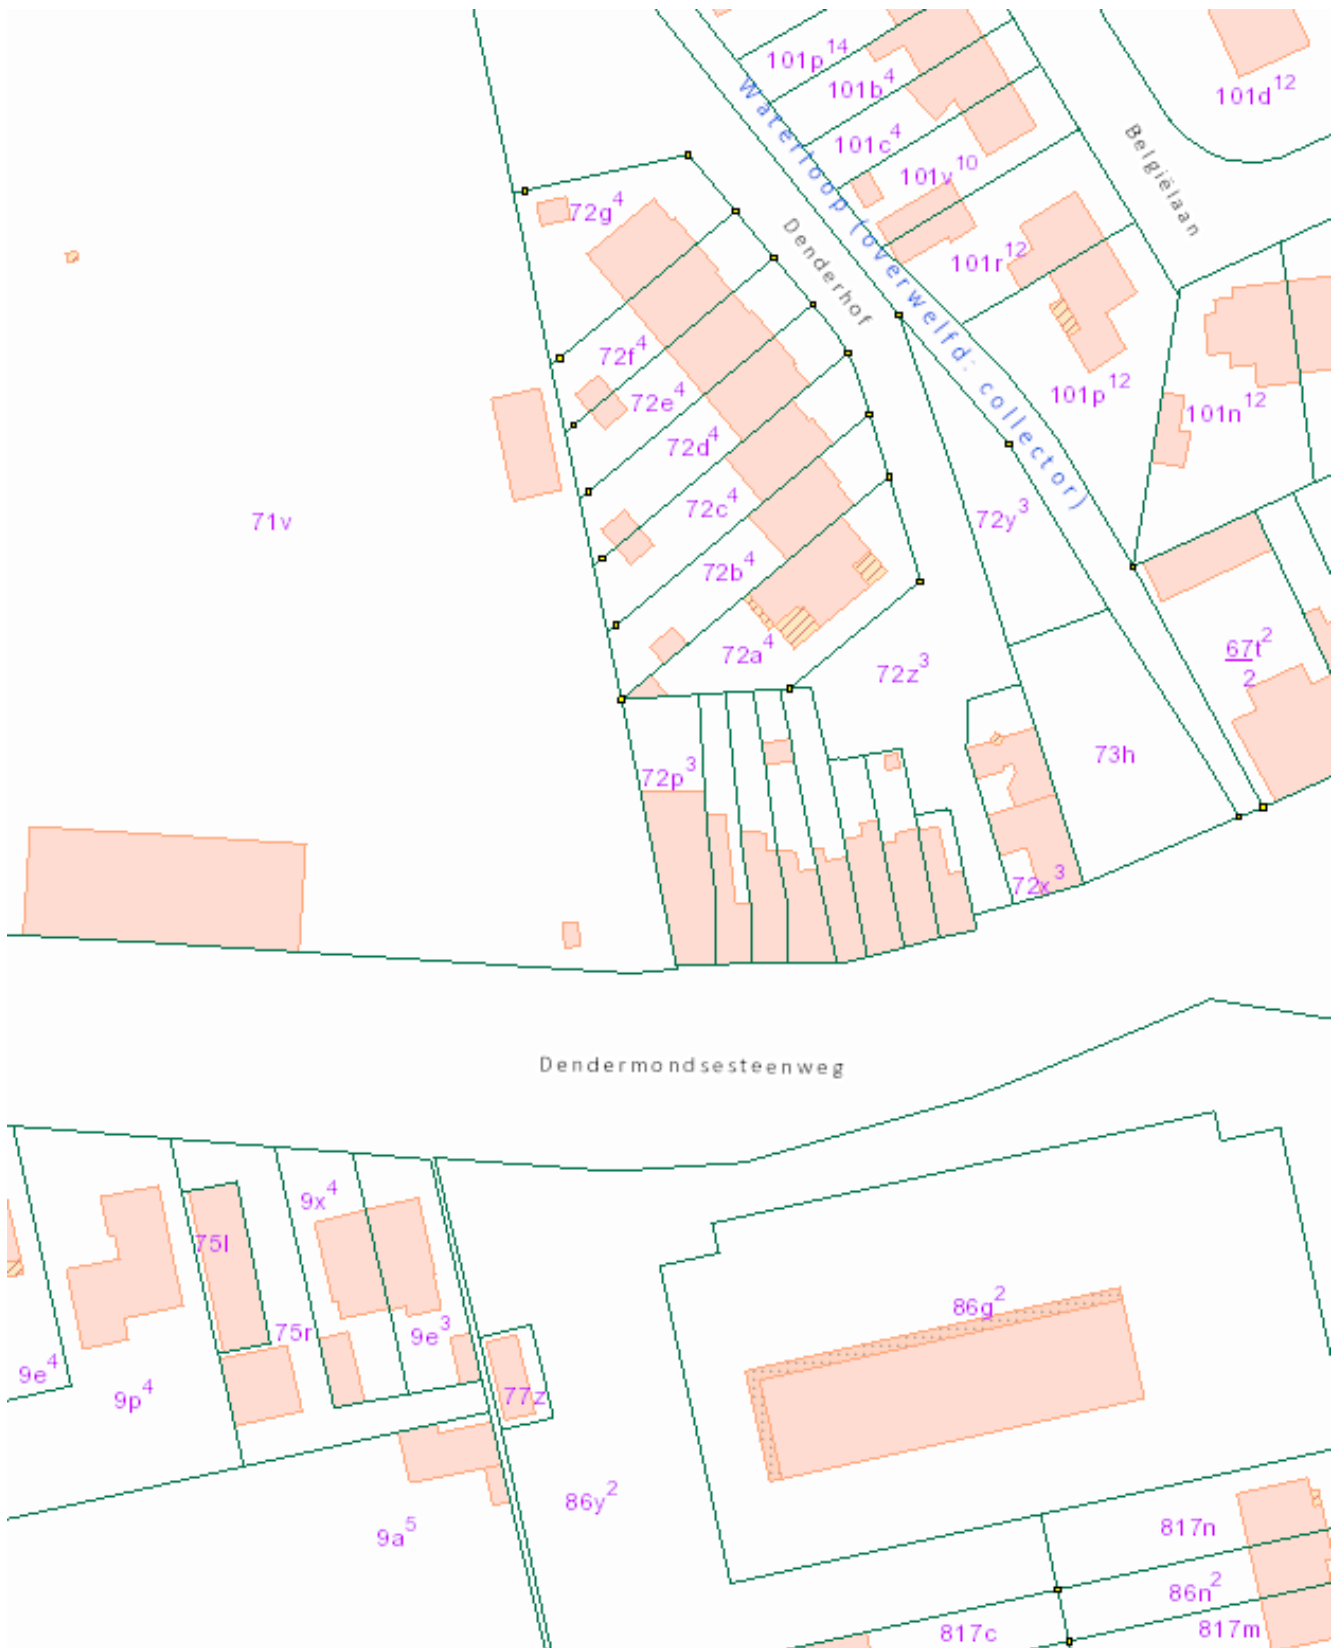 101p¹⁴
101b⁴
101d¹²
101c⁴
Belgiëlaan
101v¹⁰
Waterloop (overwelfd: collector)
72g⁴
Denderhof
101r¹²
72f⁴
101p¹²
72e⁴
101n¹²
72d⁴
72c⁴
72y³
71v
72b⁴
72a⁴
67t²
2
72z³
73h
72p³
72x³
Dendermondsesteenweg
9x⁴
75l
86g²
75r
9e³
9e⁴
9p⁴
77z
86y²
9a⁵
817n
86n²
817c
817m